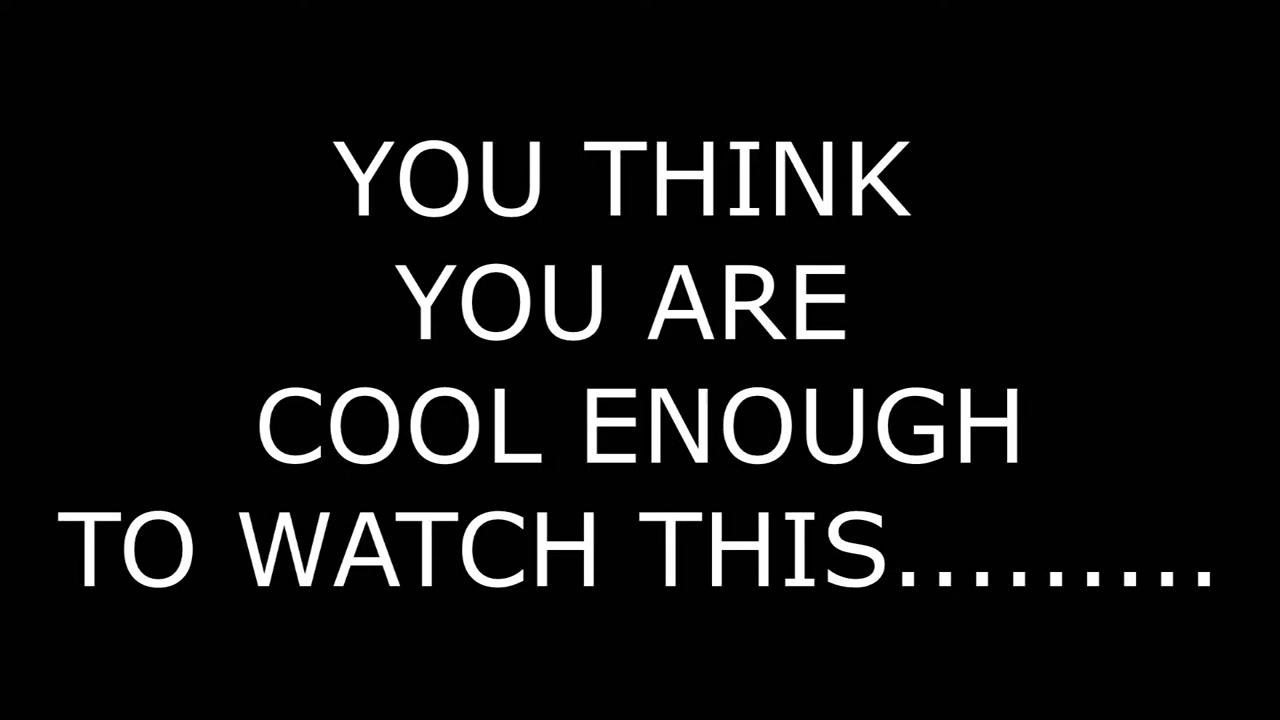 YOU THINK
YOU ARE
COOL ENOUGH
TO WATCH THIS.........